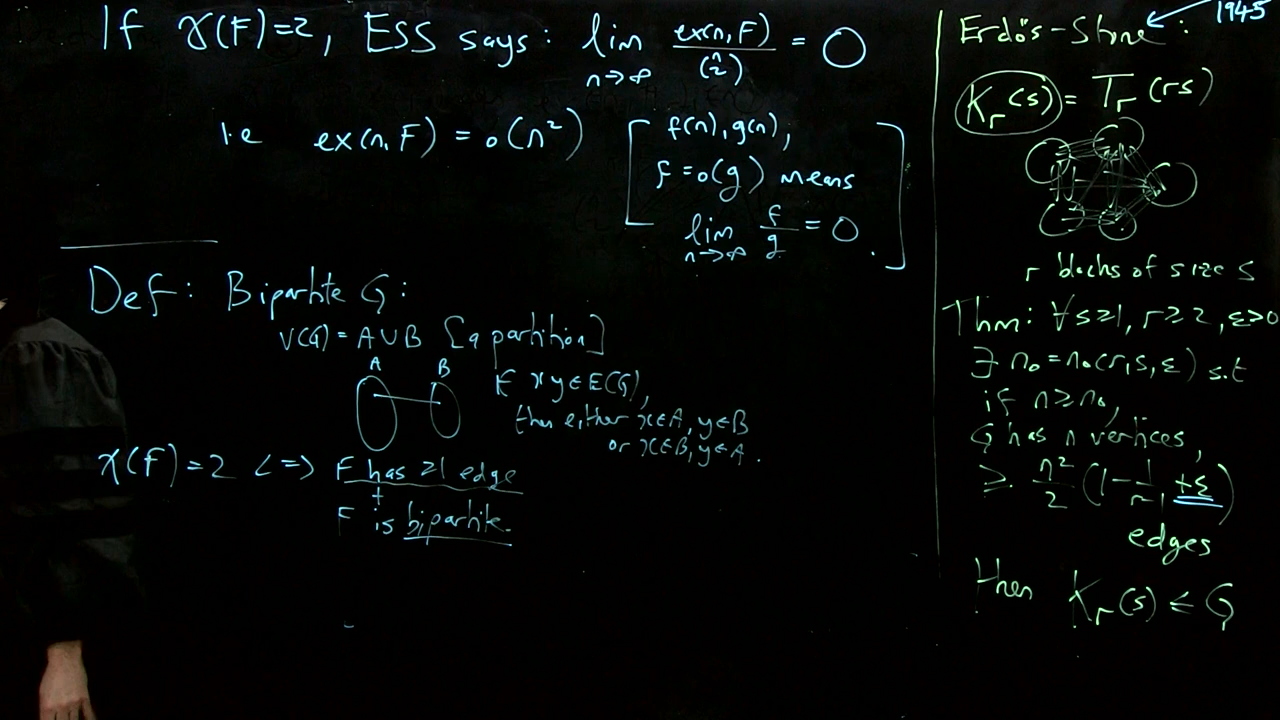 If χ(F)=2, ESS says: lim n→∞ ex(n,F)/(n 2) = 0
i.e ex(n,F) = o(n²)
[f(n), g(n),
f=o(g) means
lim n→∞ f/g = 0.]
Def: Bipartite G:
V(G) = A∪B [a partition]
A B
If xy∈E(G),
then either x∈A, y∈B
or x∈B, y∈A.
χ(F)=2 <=> F has ≥1 edge
+
F is bipartite.
1945
Erdős-Stone:
K_r(s) = T_r(rs)
r blocks of size s
Thm: ∀s≥1, r≥2, ε>0
∃ n₀=n₀(r,s,ε) s.t
if n≥n₀,
G has n vertices,
≥ n²/2 (1-1/(r-1)+ε)
edges
then K_r(s) ≤ G